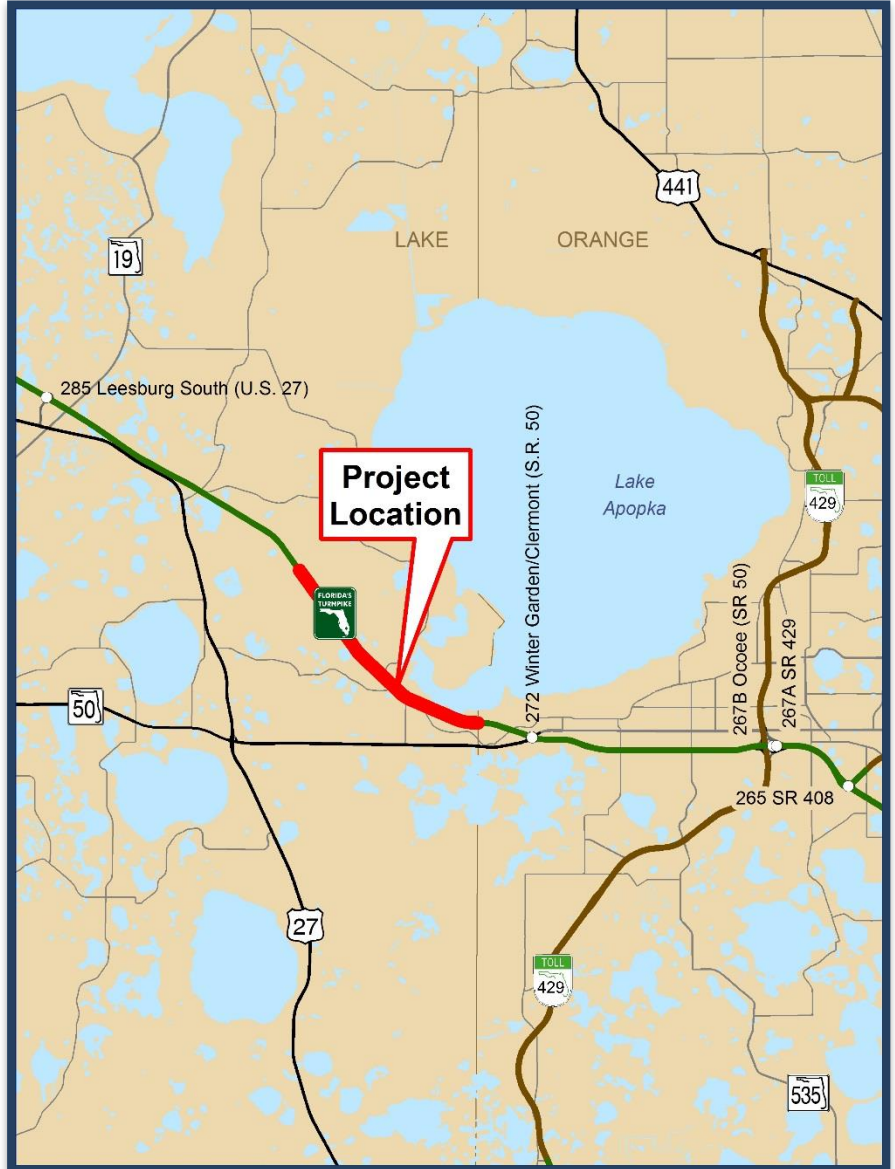 441
LAKE
ORANGE
19
285 Leesburg South (U.S. 27)
Project
Location
Lake
Apopka
272 Winter Garden/Clermont (S.R. 50)
TOLL
429
FLORIDA'S
TURNPIKE
267B Ocoee (SR 50)
267A SR 429
50
265 SR 408
27
TOLL
429
535